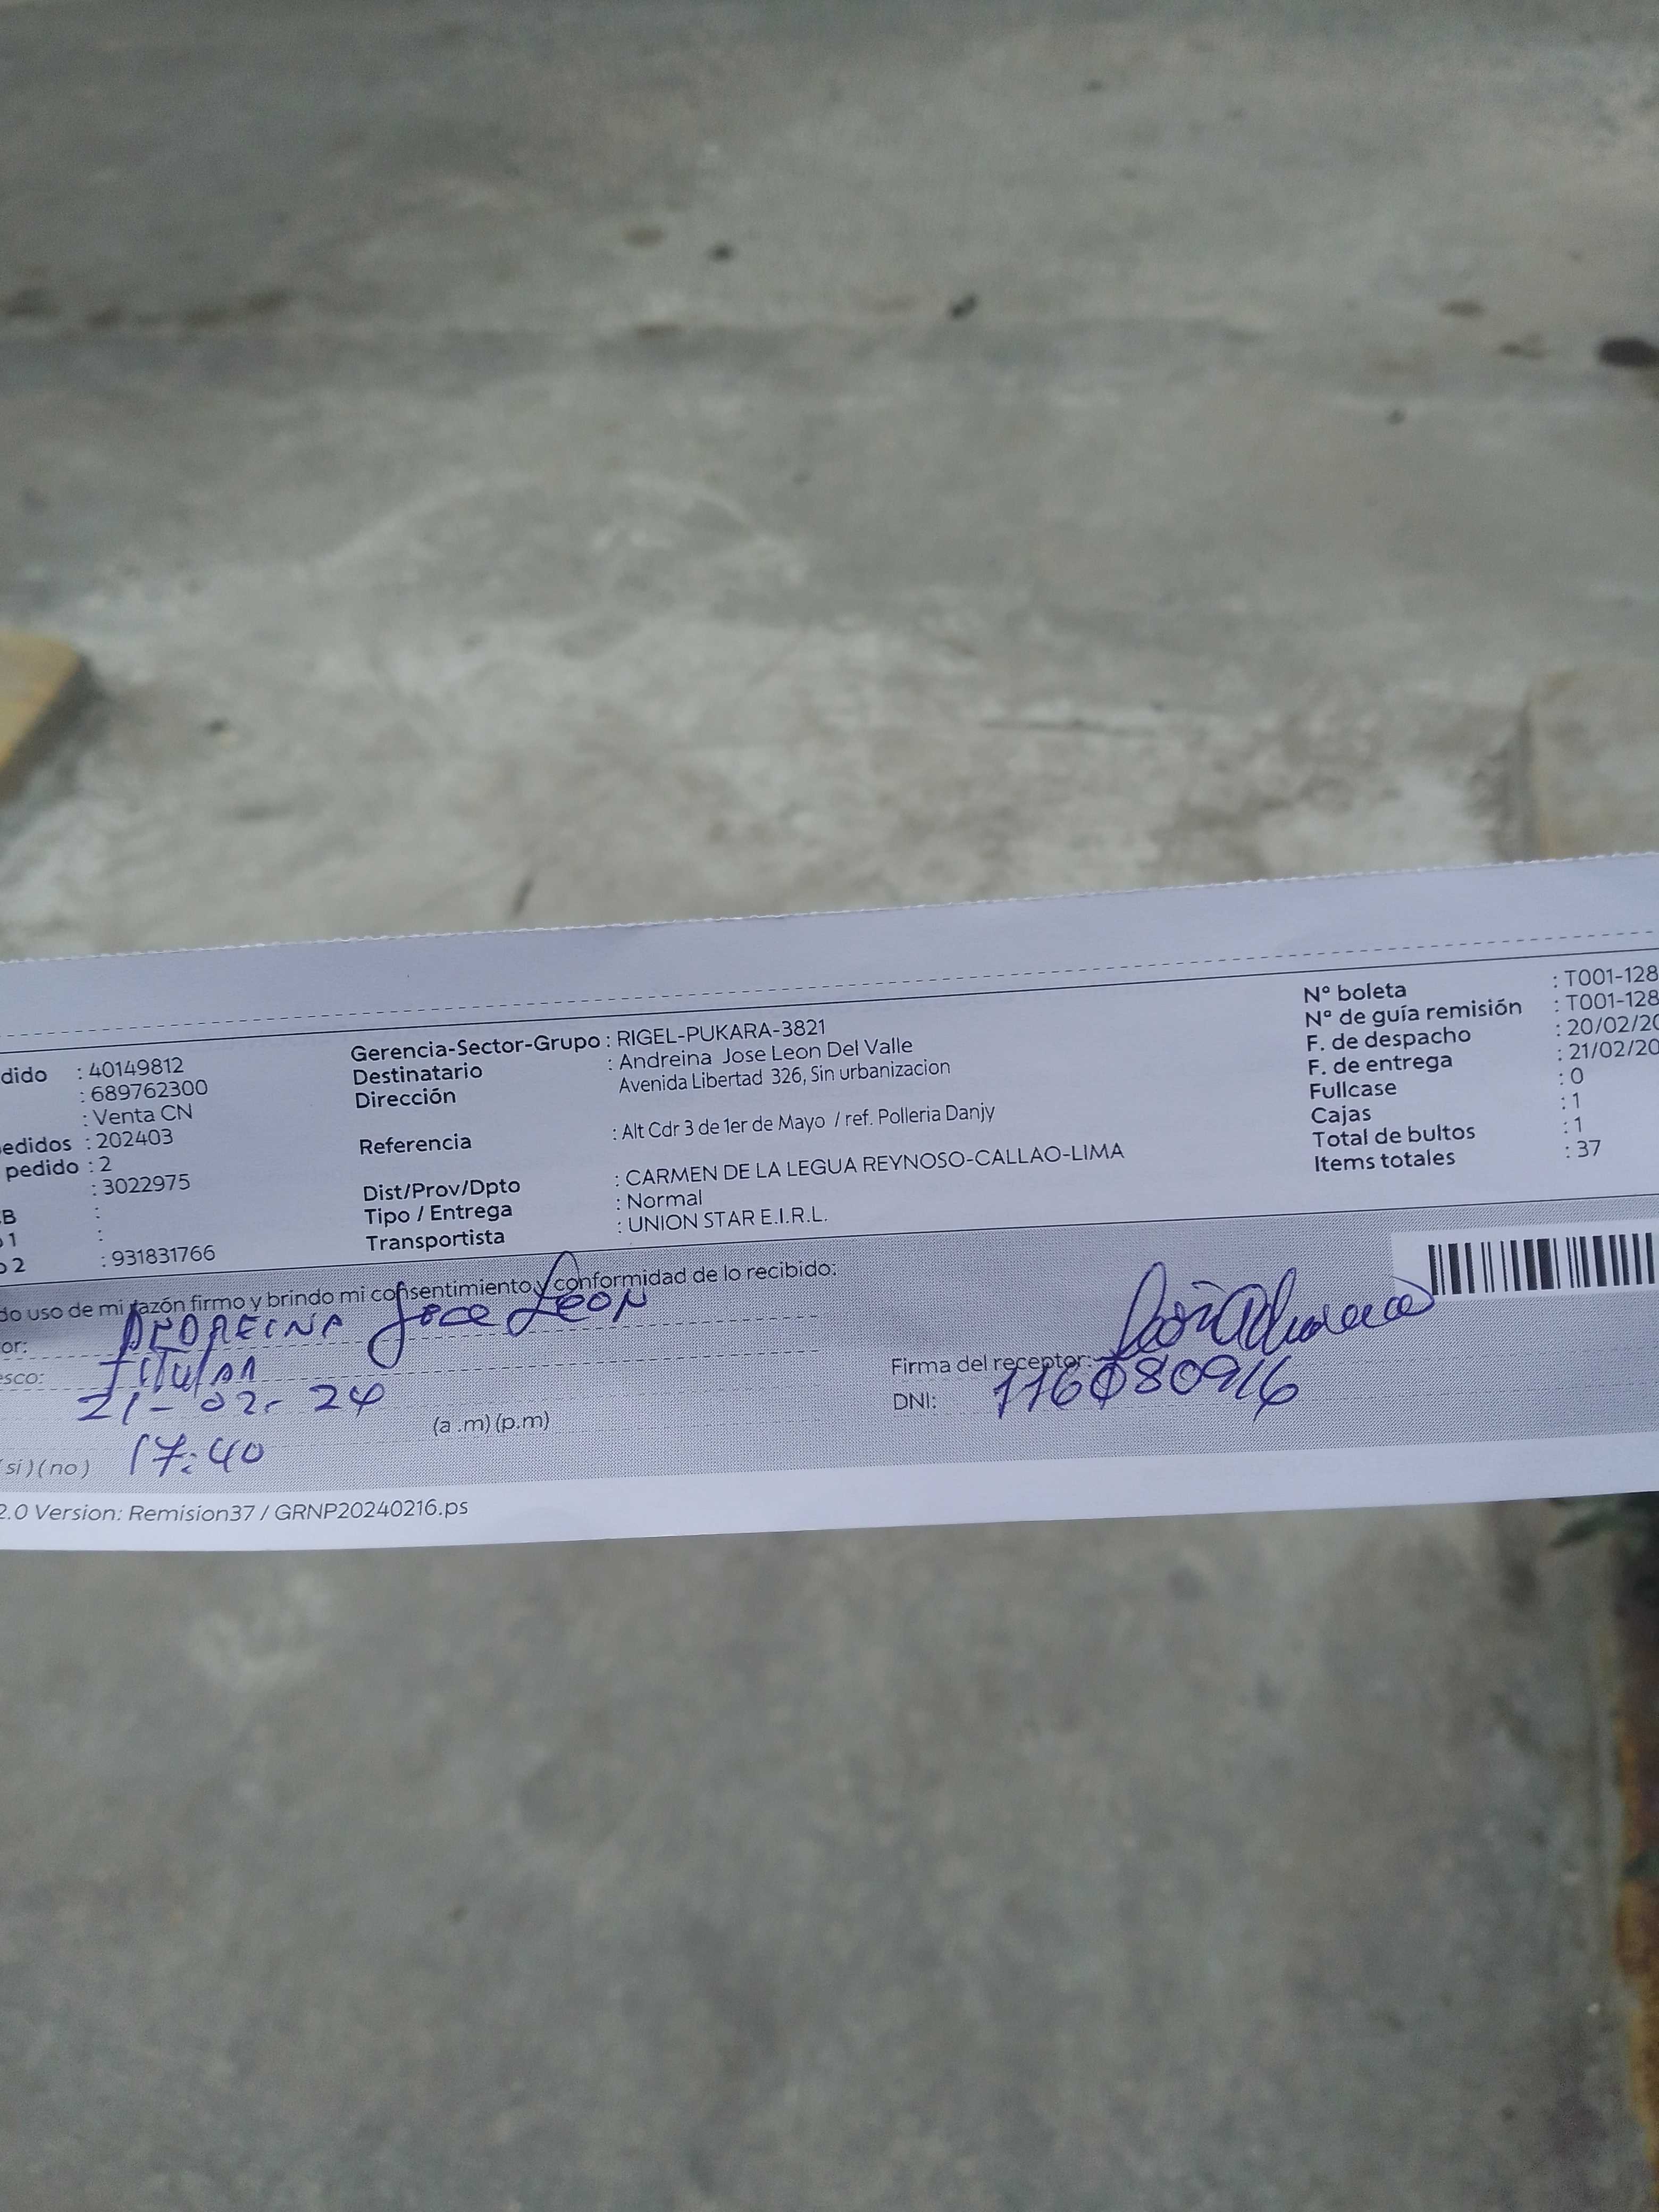 dido : 40149812
: 689762300
: Venta CN
edidos : 202403
pedido : 2
: 3022975
B :
1 :
2 : 931831766
Gerencia-Sector-Grupo : RIGEL-PUKARA-3821
Destinatario : Andreina Jose Leon Del Valle
Dirección Avenida Libertad 326, Sin urbanizacion
Referencia : Alt Cdr 3 de 1er de Mayo / ref. Polleria Danjy
Dist/Prov/Dpto : CARMEN DE LA LEGUA REYNOSO-CALLAO-LIMA
Tipo / Entrega : Normal
Transportista : UNION STAR E.I.R.L.
N° boleta : T001-128
N° de guía remisión : T001-128
F. de despacho : 20/02/20
F. de entrega : 21/02/20
Fullcase : 0
Cajas : 1
Total de bultos : 1
Items totales : 37
do uso de mi razón firmo y brindo mi consentimiento y conformidad de lo recibido:
or: ANDREINA Jose Leon
esco: Titular
21-02-24
(a .m) (p.m)
si) (no) 17:40
Firma del receptor:
DNI:
2.0 Version: Remision37 / GRNP20240216.ps